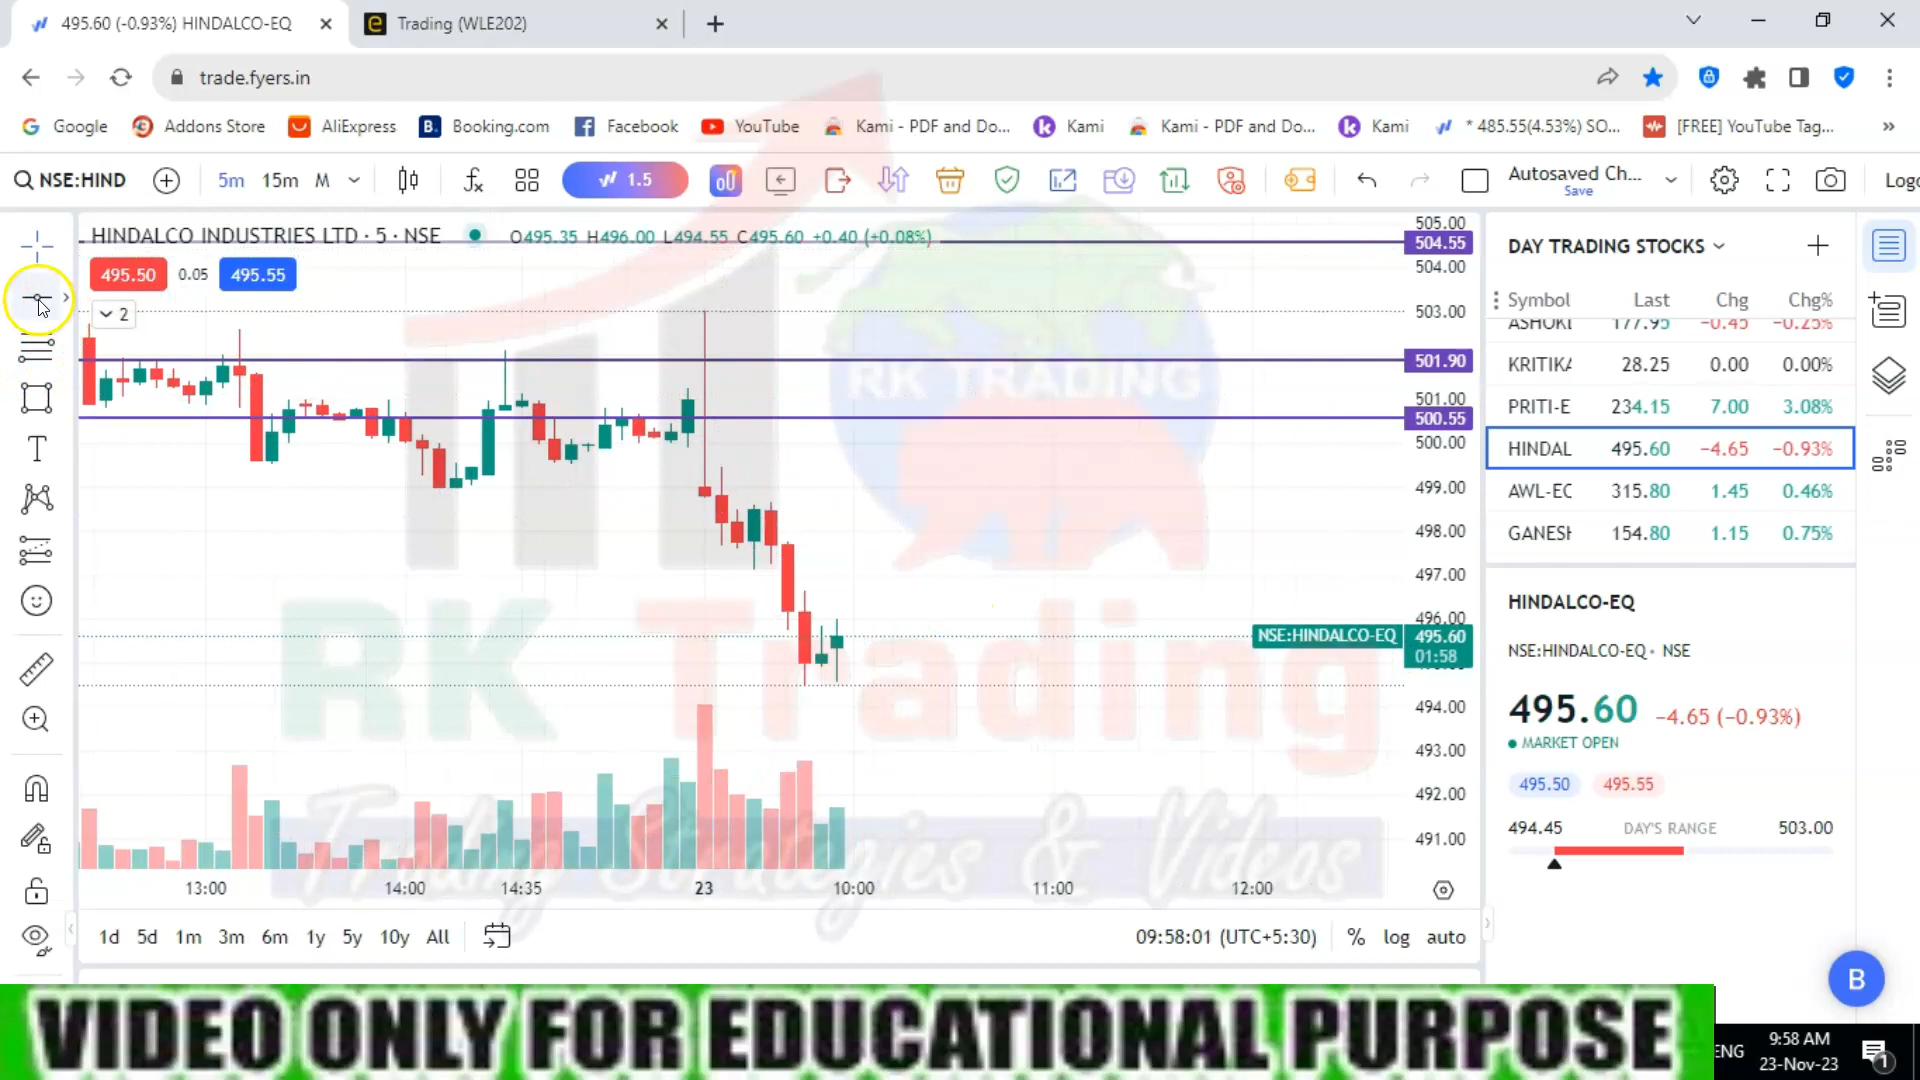 495.60 (-0.93%) HINDALCO-EQ
Trading (WLE202)
trade.fyers.in
Google
Addons Store
AliExpress
Booking.com
Facebook
YouTube
Kami - PDF and Do...
Kami
Kami - PDF and Do...
Kami
* 485.55(4.53%) SO...
[FREE] YouTube Tag...
NSE:HIND
5m 15m M
1.5
Autosaved Ch...
Save
HINDALCO INDUSTRIES LTD · 5 · NSE
O495.35 H496.00 L494.55 C495.60 +0.40 (+0.08%)
495.50 0.05 495.55
2
505.00
504.55
504.00
503.00
501.90
501.00
500.55
500.00
499.00
498.00
497.00
496.00
NSE:HINDALCO-EQ 495.60
01:58
494.00
493.00
492.00
491.00
RK TRADING
RK Trading
Trading Strategies & Videos
13:00 14:00 14:35 23 10:00 11:00 12:00
1d 5d 1m 3m 6m 1y 5y 10y All
09:58:01 (UTC+5:30) % log auto
DAY TRADING STOCKS
Symbol Last Chg Chg%
177.95 −0.45 −0.25%
KRITIKA 28.25 0.00 0.00%
PRITI-E 234.15 7.00 3.08%
HINDAL 495.60 −4.65 −0.93%
AWL-EC 315.80 1.45 0.46%
GANESH 154.80 1.15 0.75%
HINDALCO-EQ
NSE:HINDALCO-EQ • NSE
495.60 −4.65 (−0.93%)
MARKET OPEN
495.50 495.55
494.45 DAY'S RANGE 503.00
B
VIDEO ONLY FOR EDUCATIONAL PURPOSE
ENG
9:58 AM
23-Nov-23
1